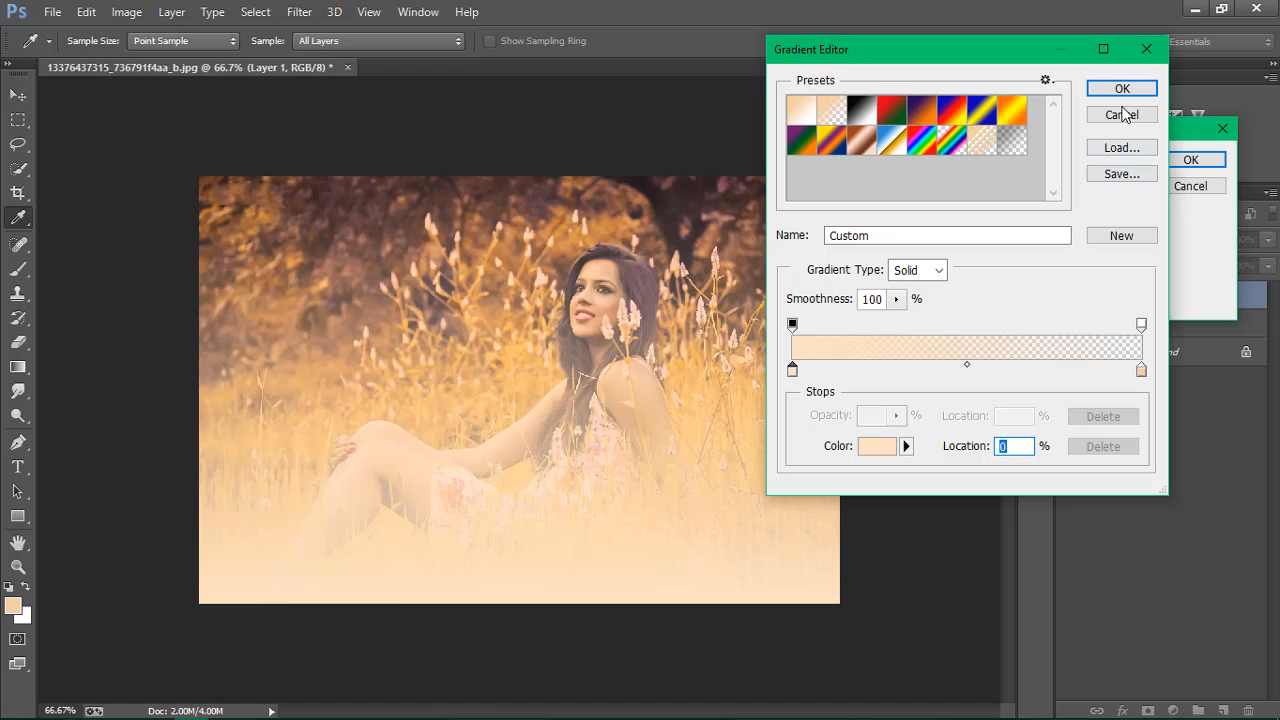 Ps File Edit Image Layer Type Select Filter 3D View Window Help
Sample Size: Point Sample Sample: All Layers Show Sampling Ring Essentials
13376437315_736791f4aa_b.jpg @ 66.7% (Layer 1, RGB/8) * ×
Gradient Editor
Presets
OK
Cancel
Load...
Save...
OK
Cancel
Name: Custom New
Gradient Type: Solid
Smoothness: 100 %
Stops
Opacity: % Location: % Delete
Color: Location: 0 % Delete
66.67% Doc: 2.00M/4.00M